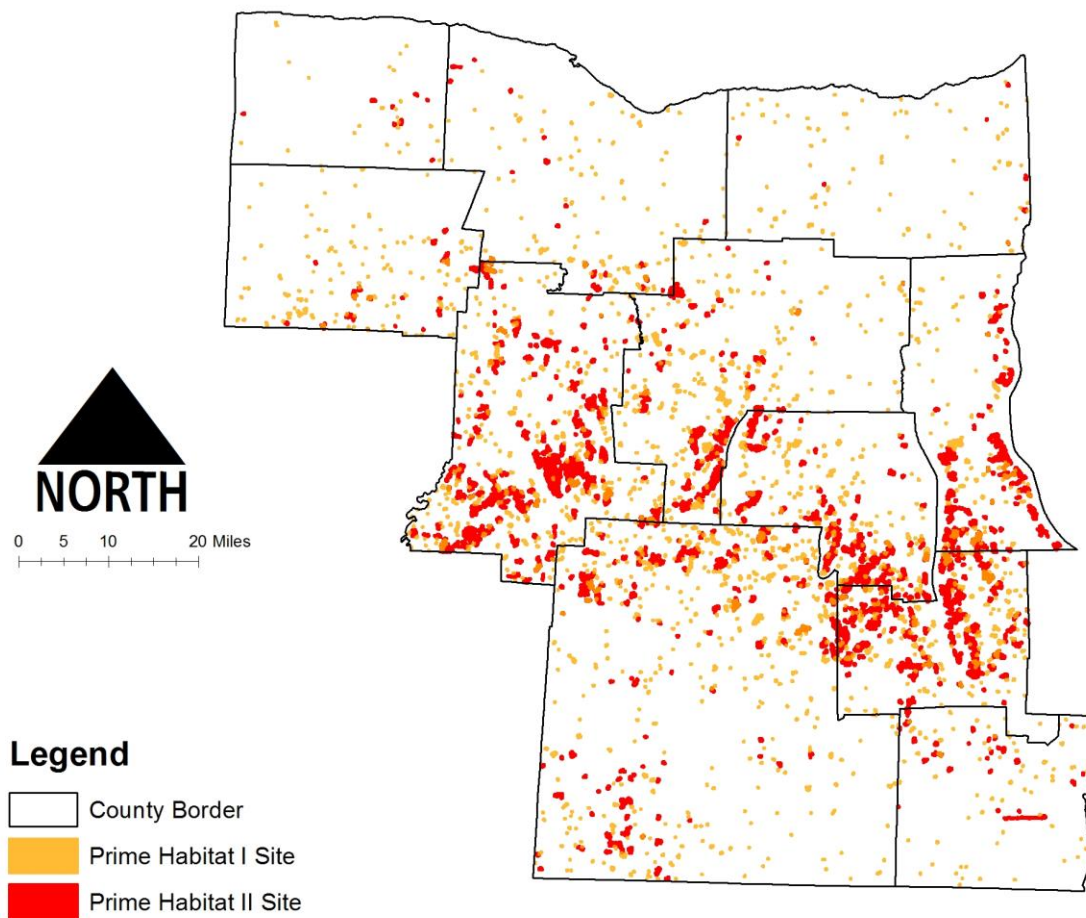 NORTH
0 5 10 20 Miles
Legend
County Border
Prime Habitat I Site
Prime Habitat II Site